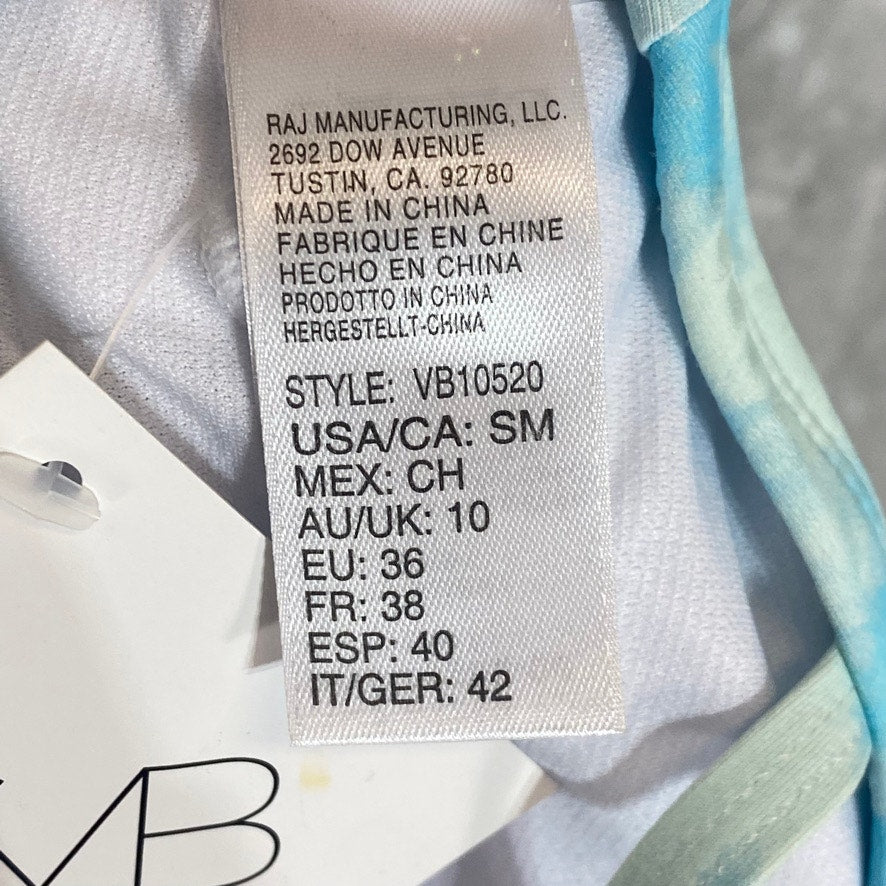 RAJ MANUFACTURING, LLC.
2692 DOW AVENUE
TUSTIN, CA. 92780
MADE IN CHINA
FABRIQUE EN CHINE
HECHO EN CHINA
PRODOTTO IN CHINA
HERGESTELLT-CHINA
STYLE: VB10520
USA/CA: SM
MEX: CH
AU/UK: 10
EU: 36
FR: 38
ESP: 40
IT/GER: 42